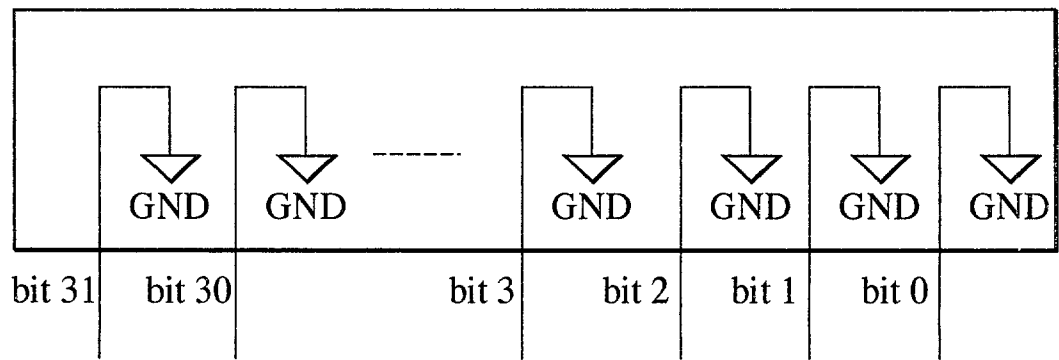 GND GND GND GND GND GND
bit 31 bit 30 bit 3 bit 2 bit 1 bit 0